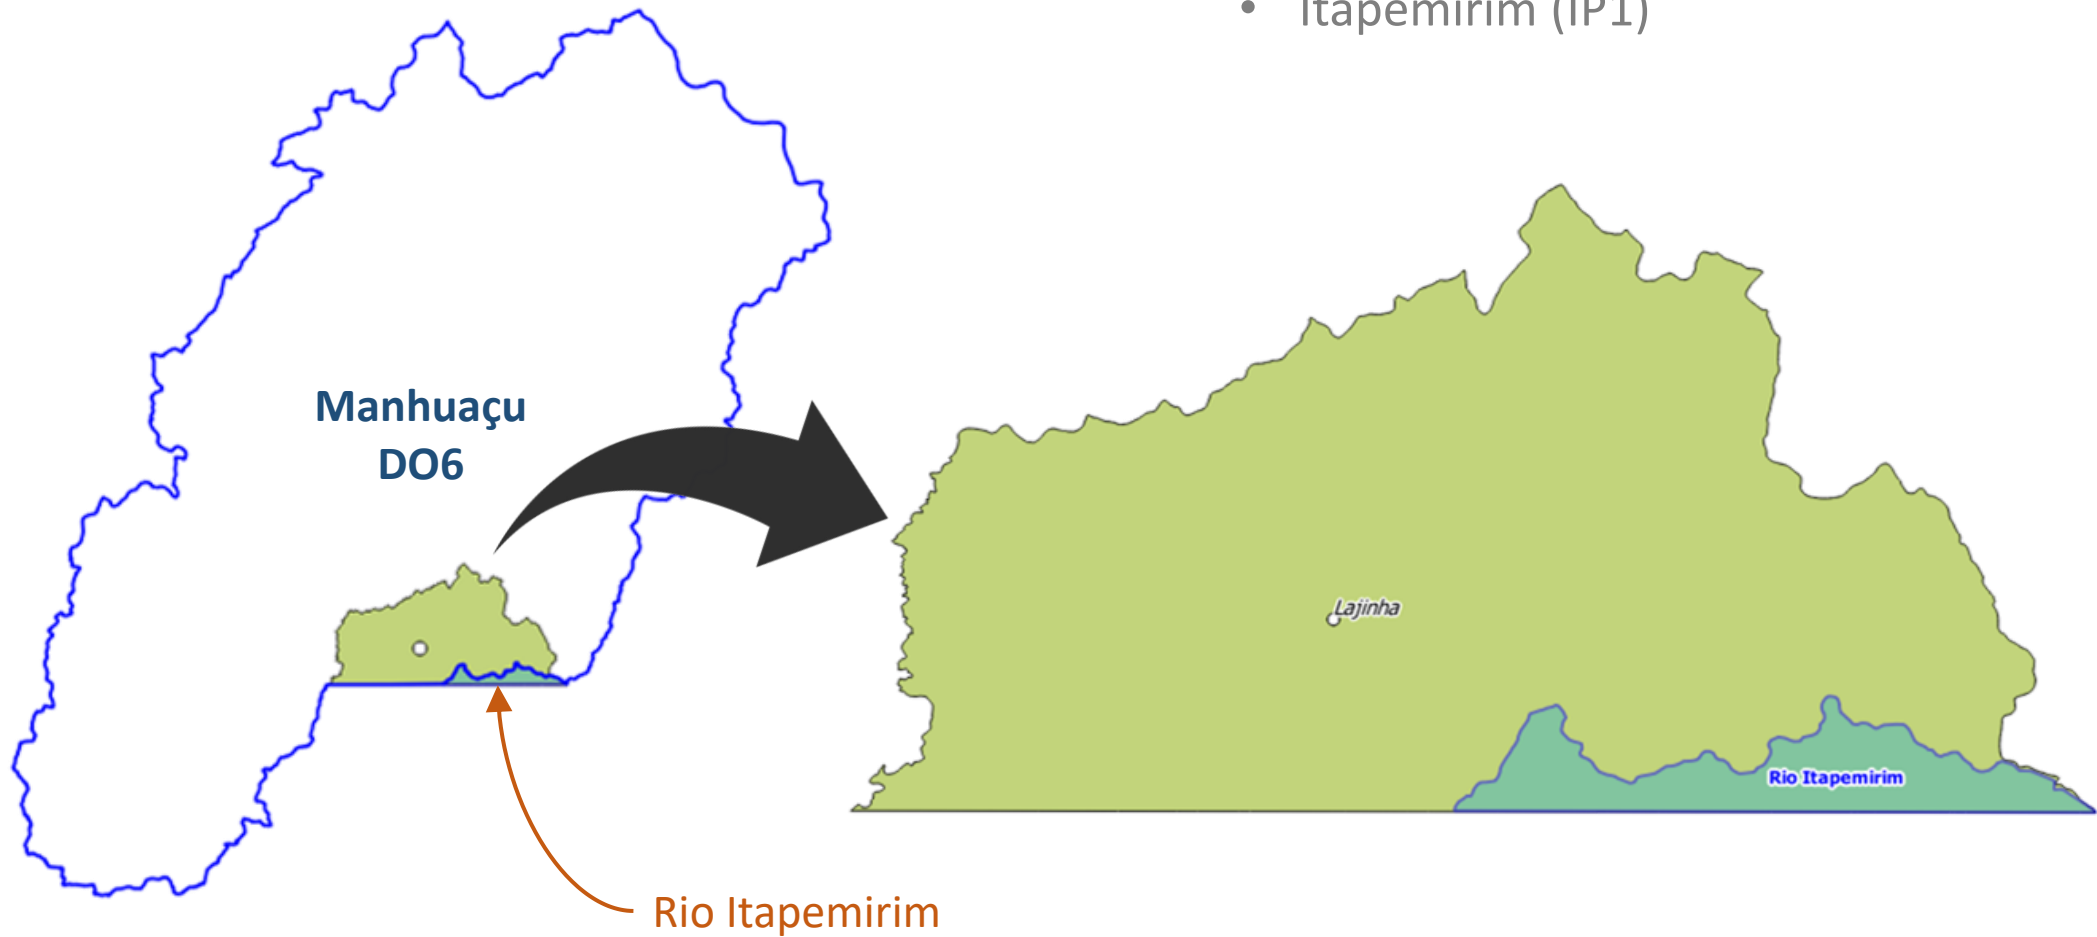 • Itapemirim (IP1)
Manhuaçu
DO6
Lajinha
Rio Itapemirim
Rio Itapemirim